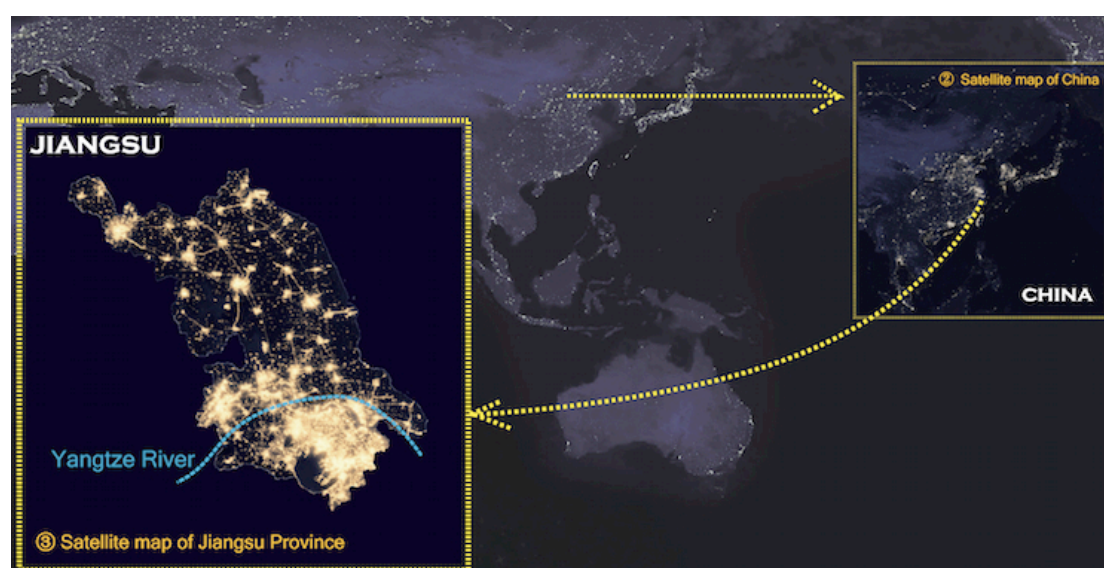 ② Satellite map of China
JIANGSU
CHINA
Yangtze River
③ Satellite map of Jiangsu Province